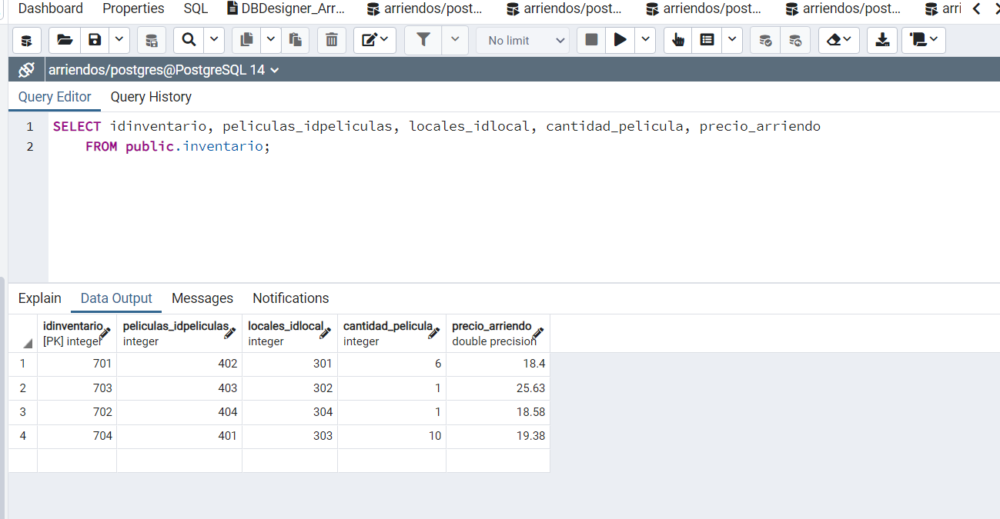 Dashboard Properties SQL DBDesigner_Arr... arriendos/post... arriendos/post... arriendos/post... arriendos/post... arri
No limit
arriendos/postgres@PostgreSQL 14
Query Editor Query History
1 SELECT idinventario, peliculas_idpeliculas, locales_idlocal, cantidad_pelicula, precio_arriendo
2 FROM public.inventario;
Explain Data Output Messages Notifications
idinventario peliculas_idpeliculas locales_idlocal cantidad_pelicula precio_arriendo
[PK] integer integer integer integer double precision
1 701 402 301 6 18.4
2 703 403 302 1 25.63
3 702 404 304 1 18.58
4 704 401 303 10 19.38